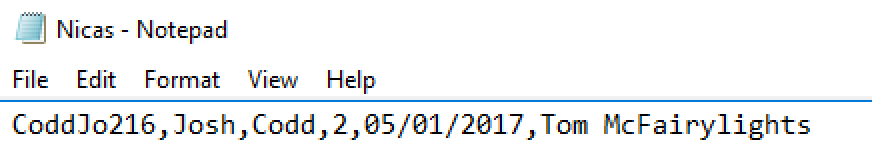 Nicas - Notepad
File Edit Format View Help
CoddJo216,Josh,Codd,2,05/01/2017,Tom McFairylights